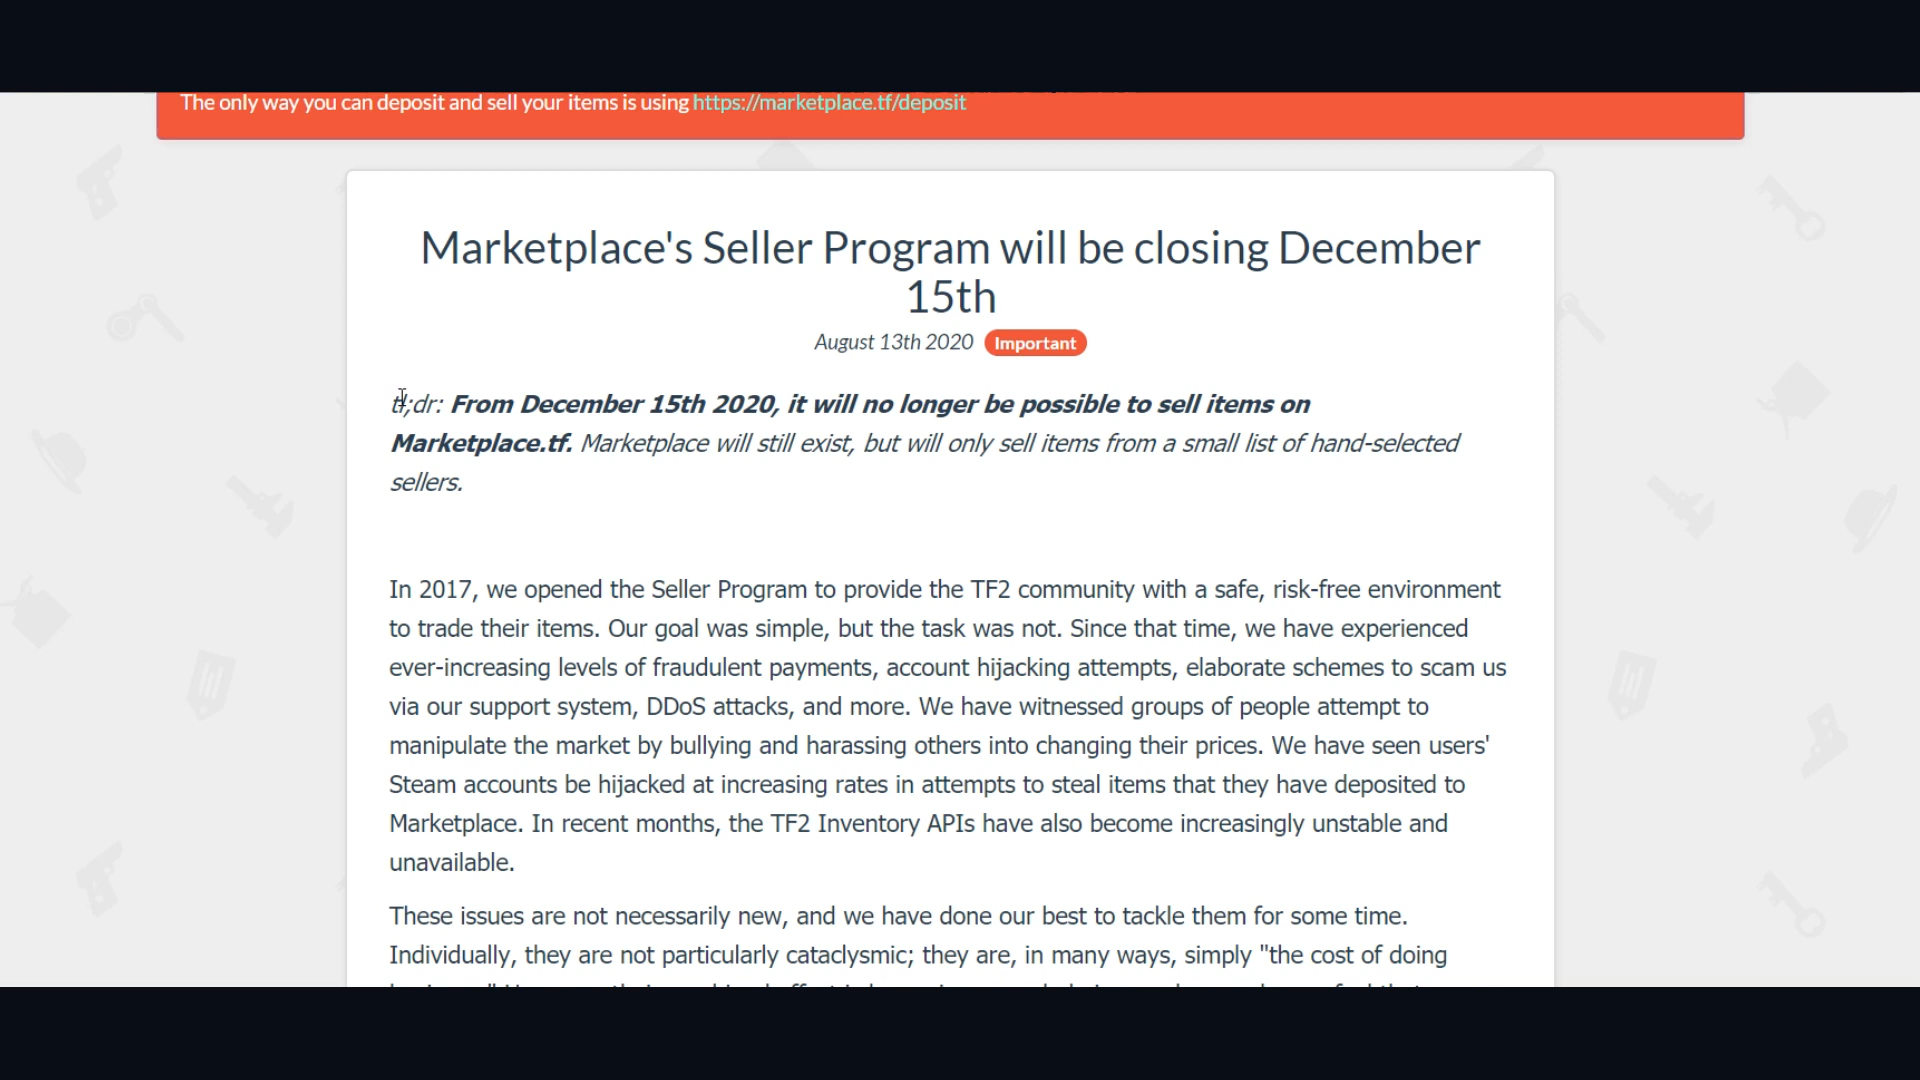 The only way you can deposit and sell your items is using https://marketplace.tf/deposit
Marketplace's Seller Program will be closing December
15th
August 13th 2020 Important
tl;dr: From December 15th 2020, it will no longer be possible to sell items on
Marketplace.tf. Marketplace will still exist, but will only sell items from a small list of hand-selected
sellers.
In 2017, we opened the Seller Program to provide the TF2 community with a safe, risk-free environment
to trade their items. Our goal was simple, but the task was not. Since that time, we have experienced
ever-increasing levels of fraudulent payments, account hijacking attempts, elaborate schemes to scam us
via our support system, DDoS attacks, and more. We have witnessed groups of people attempt to
manipulate the market by bullying and harassing others into changing their prices. We have seen users'
Steam accounts be hijacked at increasing rates in attempts to steal items that they have deposited to
Marketplace. In recent months, the TF2 Inventory APIs have also become increasingly unstable and
unavailable.
These issues are not necessarily new, and we have done our best to tackle them for some time.
Individually, they are not particularly cataclysmic; they are, in many ways, simply "the cost of doing